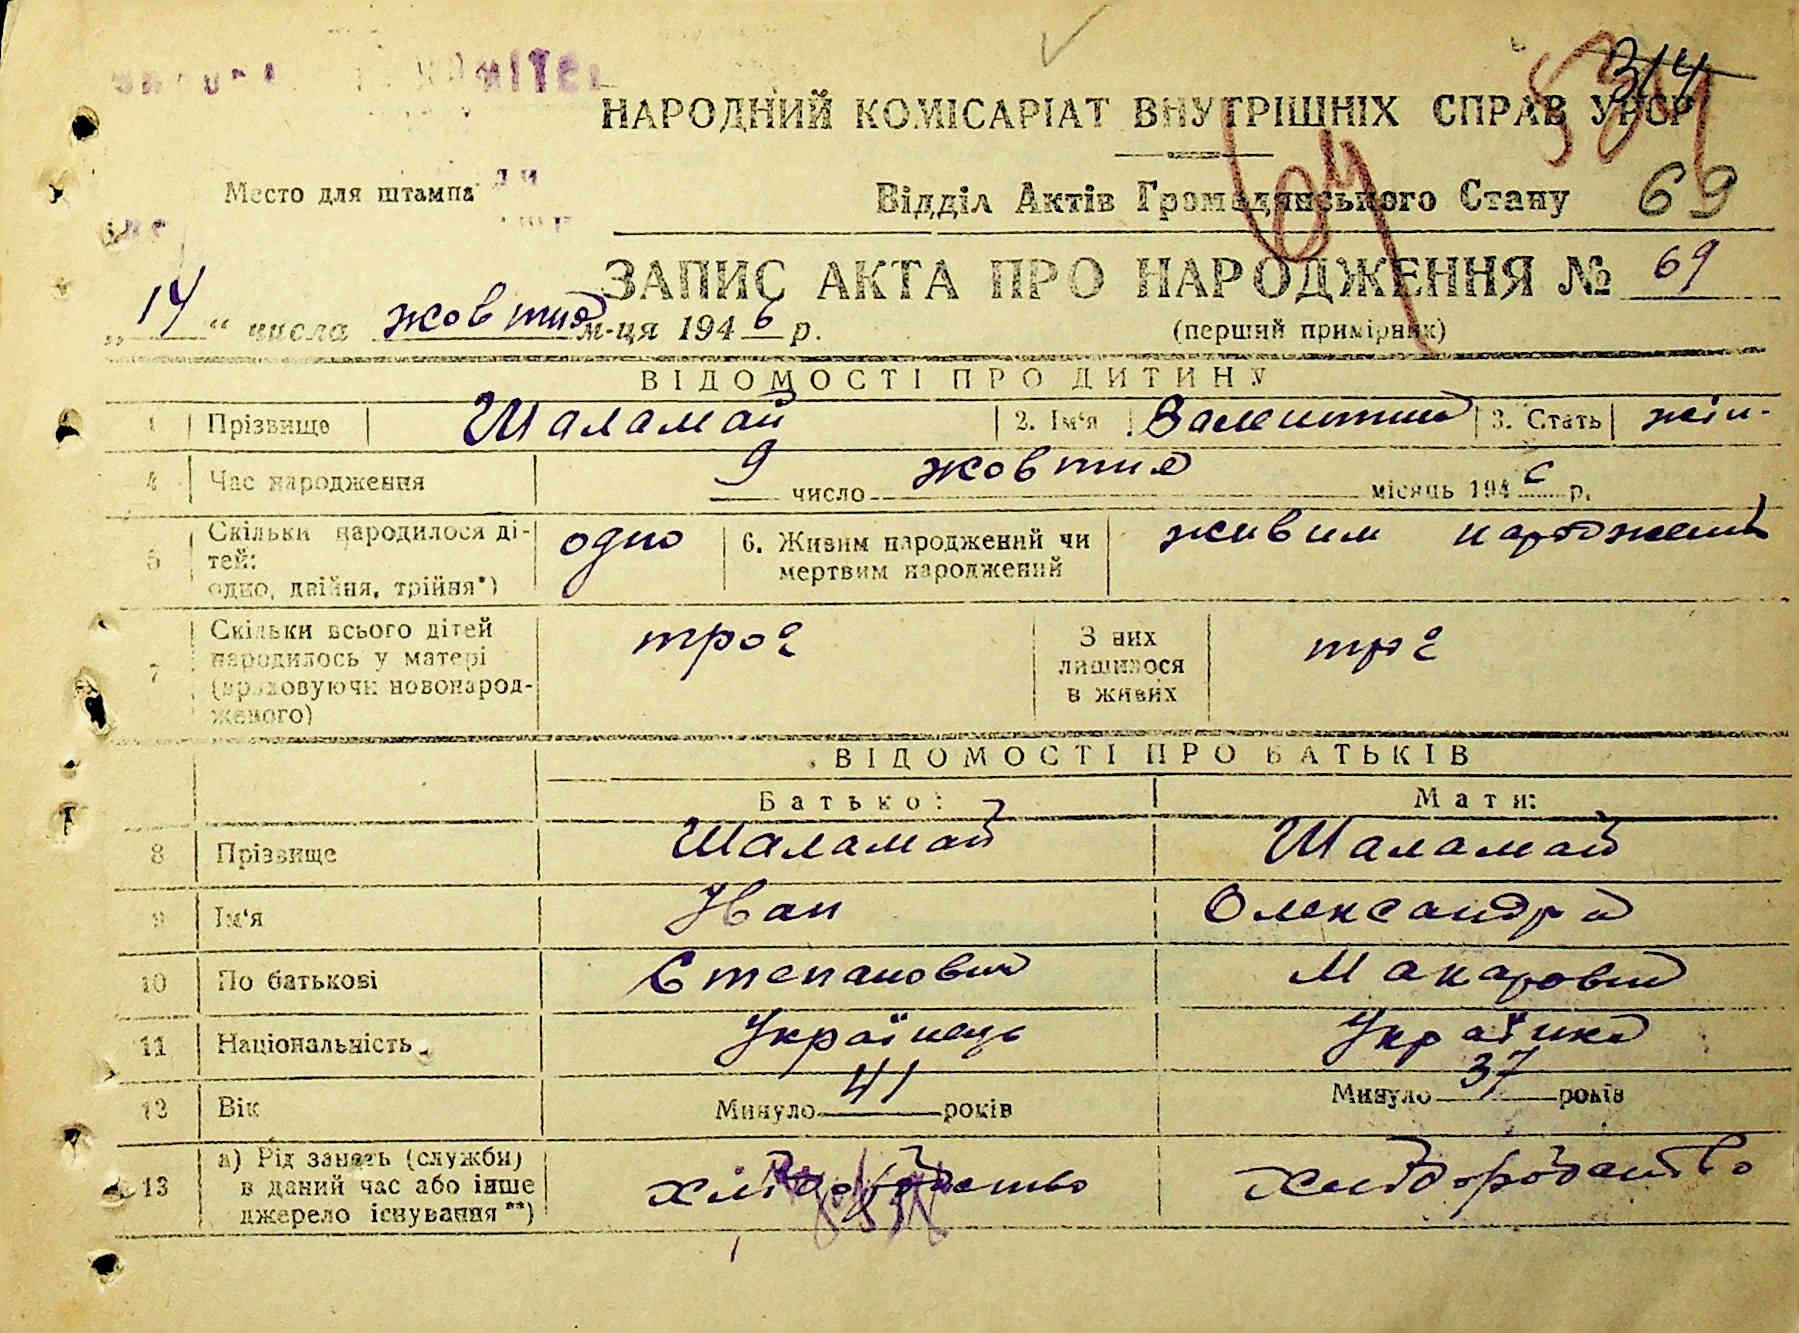 314
НАРОДНИЙ КОМІСАРІАТ ВНУТРІШНІХ СПРАВ УРСР
Место для штампа
Відділ Актів Громадянського Стану 69
64
ЗАПИС АКТА ПРО НАРОДЖЕННЯ № 69
„14“ числа жовтня м-ця 1946 р. (перший примірник)
ВІДОМОСТІ ПРО ДИТИНУ
1 Прізвище Шаламай 2. Ім'я Валентина 3. Стать жін.
4 Час народження 9 число жовтня місяць 1946 р.
5 Скільки народилося дітей: одно, двійня, трійня*) одно 6. Живим народжений чи мертвим народжений живим народжений
7 Скільки всього дітей народилось у матері (враховуючи новонародженого) троє З них лишилося в живих троє
ВІДОМОСТІ ПРО БАТЬКІВ
Батько: Мати:
8 Прізвище Шаламай Шаламай
9 Ім'я Іван Олександра
10 По батькові Степанович Макаровна
11 Національність Українець Українка
12 Вік Минуло 41 років Минуло 37 років
13 а) Рід занять (служби) в даний час або інше джерело існування**) хліборобство хліборобство